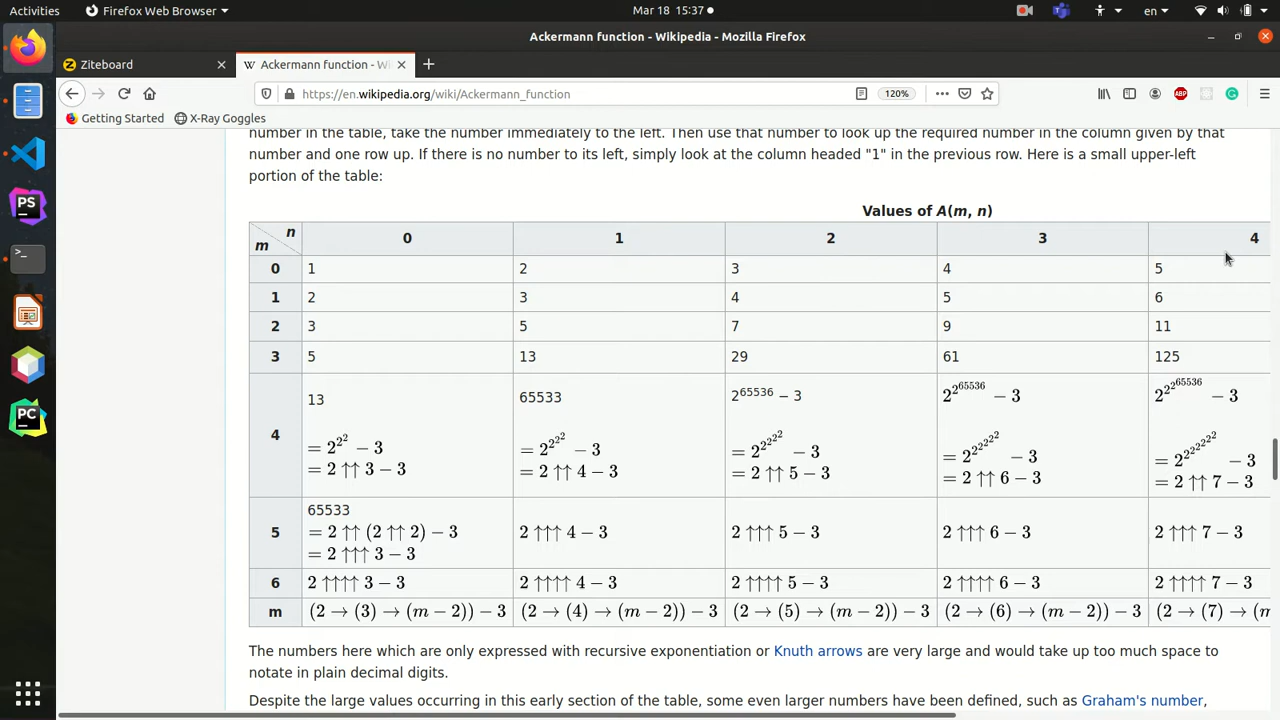 Activities Firefox Web Browser Mar 18 15:37 en
Ackermann function - Wikipedia - Mozilla Firefox
Ziteboard Ackermann function - Wi
https://en.wikipedia.org/wiki/Ackermann_function 120% ABP
Getting Started X-Ray Goggles
number in the table, take the number immediately to the left. Then use that number to look up the required number in the column given by that
number and one row up. If there is no number to its left, simply look at the column headed "1" in the previous row. Here is a small upper-left
portion of the table:
Values of A(m, n)
m n 0 1 2 3 4
0 1 2 3 4 5
1 2 3 4 5 6
2 3 5 7 9 11
3 5 13 29 61 125
4
13 65533 2^65536 − 3 2^2^65536 − 3 2^2^2^65536 − 3
= 2^2^2 − 3 = 2^2^2^2 − 3 = 2^2^2^2^2 − 3 = 2^2^2^2^2^2 − 3 = 2^2^2^2^2^2^2 − 3
= 2 ↑↑ 3 − 3 = 2 ↑↑ 4 − 3 = 2 ↑↑ 5 − 3 = 2 ↑↑ 6 − 3 = 2 ↑↑ 7 − 3
65533
5 = 2 ↑↑ (2 ↑↑ 2) − 3 2 ↑↑↑ 4 − 3 2 ↑↑↑ 5 − 3 2 ↑↑↑ 6 − 3 2 ↑↑↑ 7 − 3
= 2 ↑↑↑ 3 − 3
6 2 ↑↑↑↑ 3 − 3 2 ↑↑↑↑ 4 − 3 2 ↑↑↑↑ 5 − 3 2 ↑↑↑↑ 6 − 3 2 ↑↑↑↑ 7 − 3
m (2 → (3) → (m − 2)) − 3 (2 → (4) → (m − 2)) − 3 (2 → (5) → (m − 2)) − 3 (2 → (6) → (m − 2)) − 3 (2 → (7) → (m
The numbers here which are only expressed with recursive exponentiation or Knuth arrows are very large and would take up too much space to
notate in plain decimal digits.
Despite the large values occurring in this early section of the table, some even larger numbers have been defined, such as Graham's number,
PS
PC